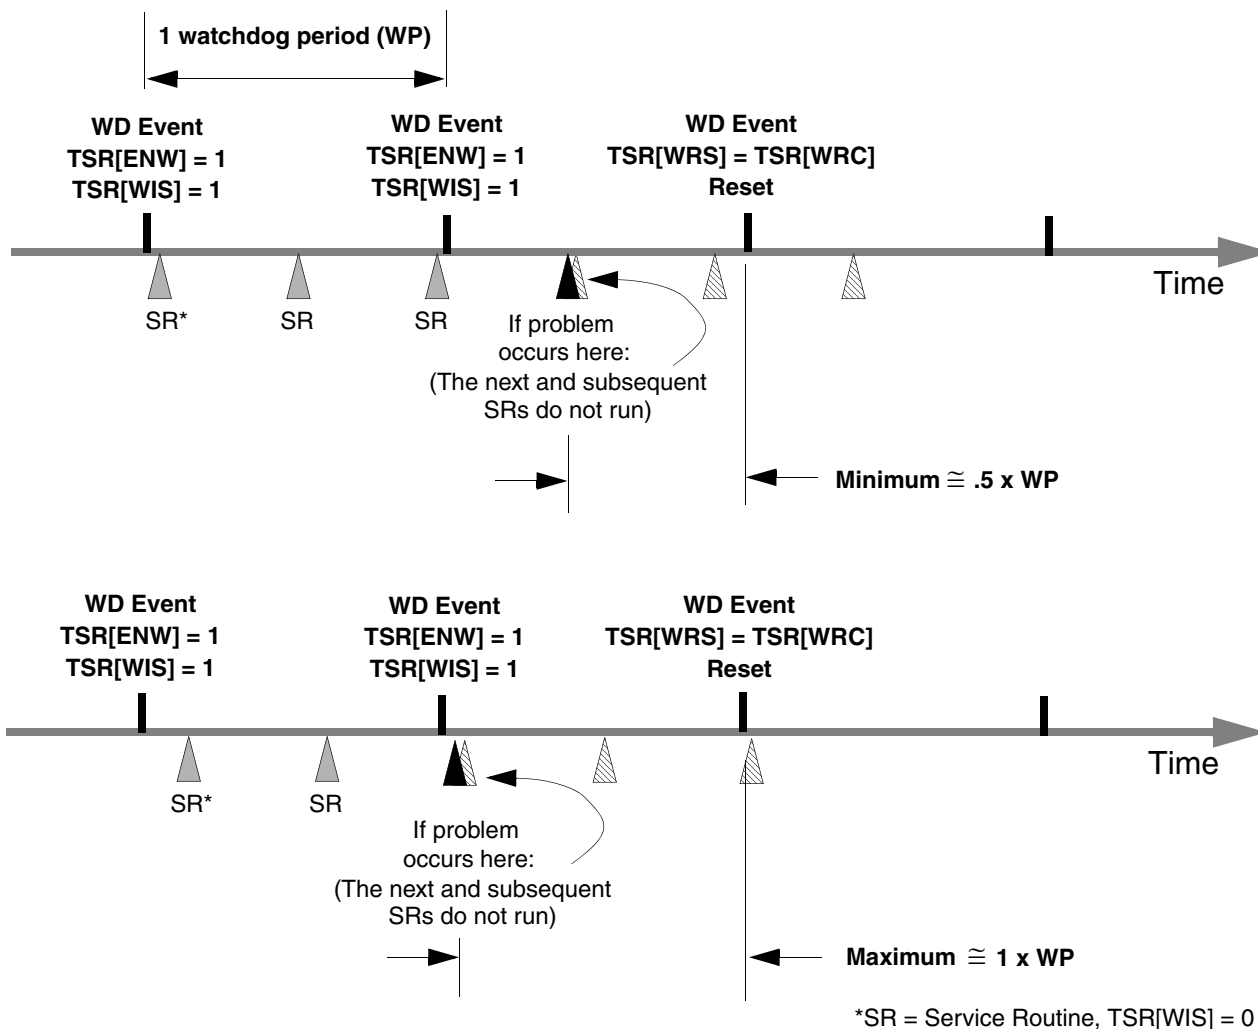 1 watchdog period (WP)
WD Event
TSR[ENW] = 1
TSR[WIS] = 1
WD Event
TSR[ENW] = 1
TSR[WIS] = 1
WD Event
TSR[WRS] = TSR[WRC]
Reset
Time
SR*
SR
SR
If problem
occurs here:
(The next and subsequent
SRs do not run)
Minimum ≅ .5 x WP
WD Event
TSR[ENW] = 1
TSR[WIS] = 1
WD Event
TSR[ENW] = 1
TSR[WIS] = 1
WD Event
TSR[WRS] = TSR[WRC]
Reset
Time
SR*
SR
If problem
occurs here:
(The next and subsequent
SRs do not run)
Maximum ≅ 1 x WP
*SR = Service Routine, TSR[WIS] = 0